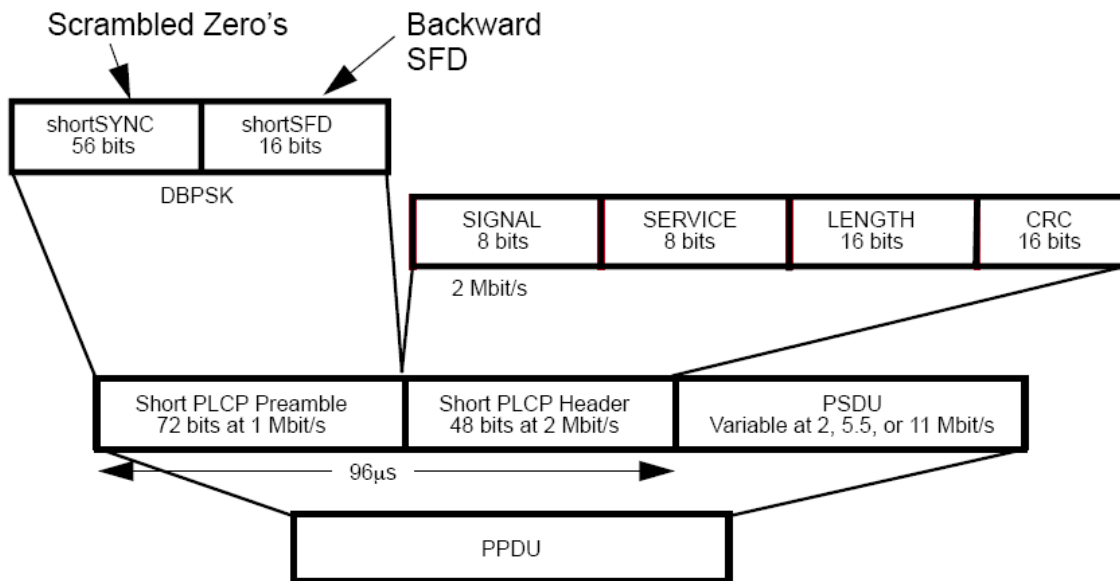 Scrambled Zero's
Backward
SFD
shortSYNC
56 bits
shortSFD
16 bits
DBPSK
SIGNAL
8 bits
SERVICE
8 bits
LENGTH
16 bits
CRC
16 bits
2 Mbit/s
Short PLCP Preamble
72 bits at 1 Mbit/s
Short PLCP Header
48 bits at 2 Mbit/s
PSDU
Variable at 2, 5.5, or 11 Mbit/s
96μs
PPDU